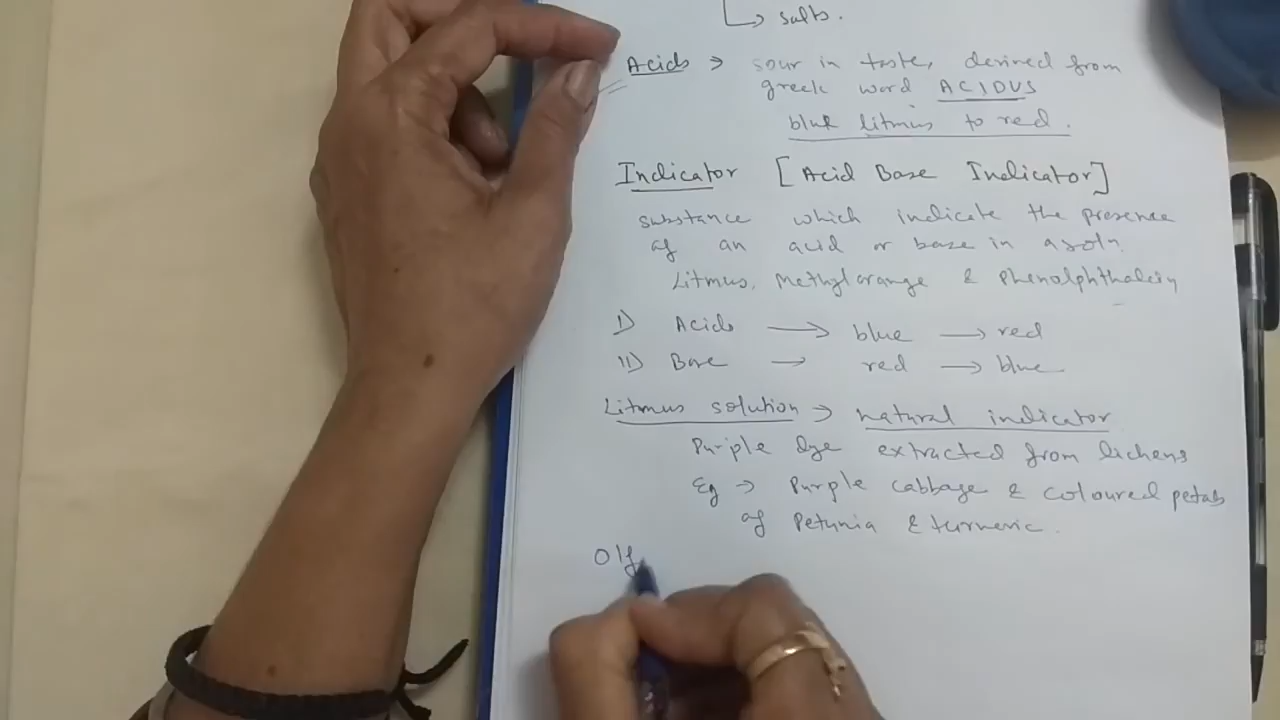 ↳ salts.
Acids → sour in taste, derived from
greek word ACIDUS
blue litmus to red.
Indicator [Acid Base Indicator]
substance which indicate the presence
of an acid or base in a soln.
Litmus, Methyl orange & Phenolphthalein
I) Acids → blue → red
II) Base → red → blue
Litmus solution → natural indicator
Purple dye extracted from lichens
Eg → Purple cabbage & coloured petals
of Petunia & turmeric.
Olf